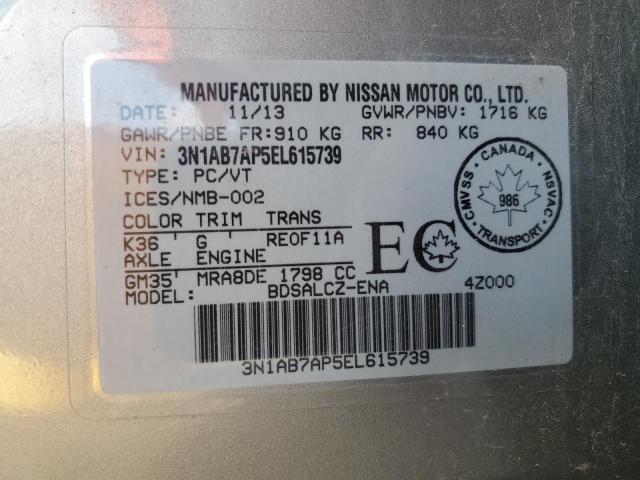 MANUFACTURED BY NISSAN MOTOR CO., LTD.
DATE: 11/13 GVWR/PNBV: 1716 KG
GAWR/PNBE FR: 910 KG RR: 840 KG
VIN: 3N1AB7AP5EL615739
TYPE: PC/VT
ICES/NMB-002
COLOR TRIM TRANS
K36 G RE0F11A
AXLE ENGINE
GM35 MRA8DE 1798 CC
MODEL: BDSALCZ-ENA 4Z000
EC
CANADA
CMVSS NSVAC
986
TRANSPORT
3N1AB7AP5EL615739